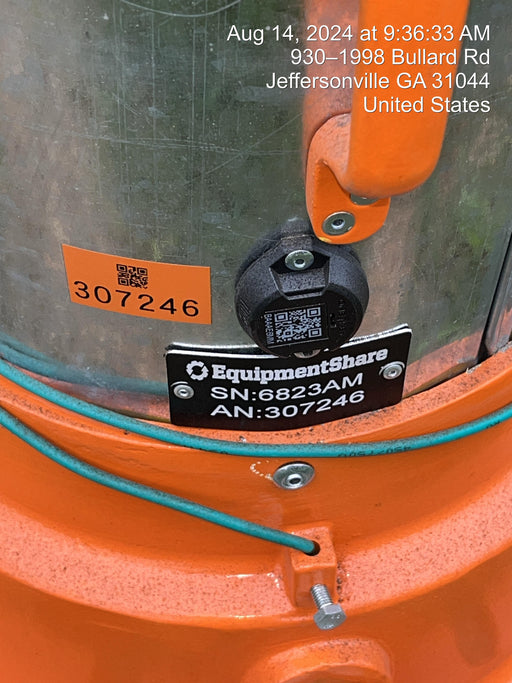 Aug 14, 2024 at 9:36:33 AM
930–1998 Bullard Rd
Jeffersonville GA 31044
United States
307246
EquipmentShare
SN:6823AM
AN:307246